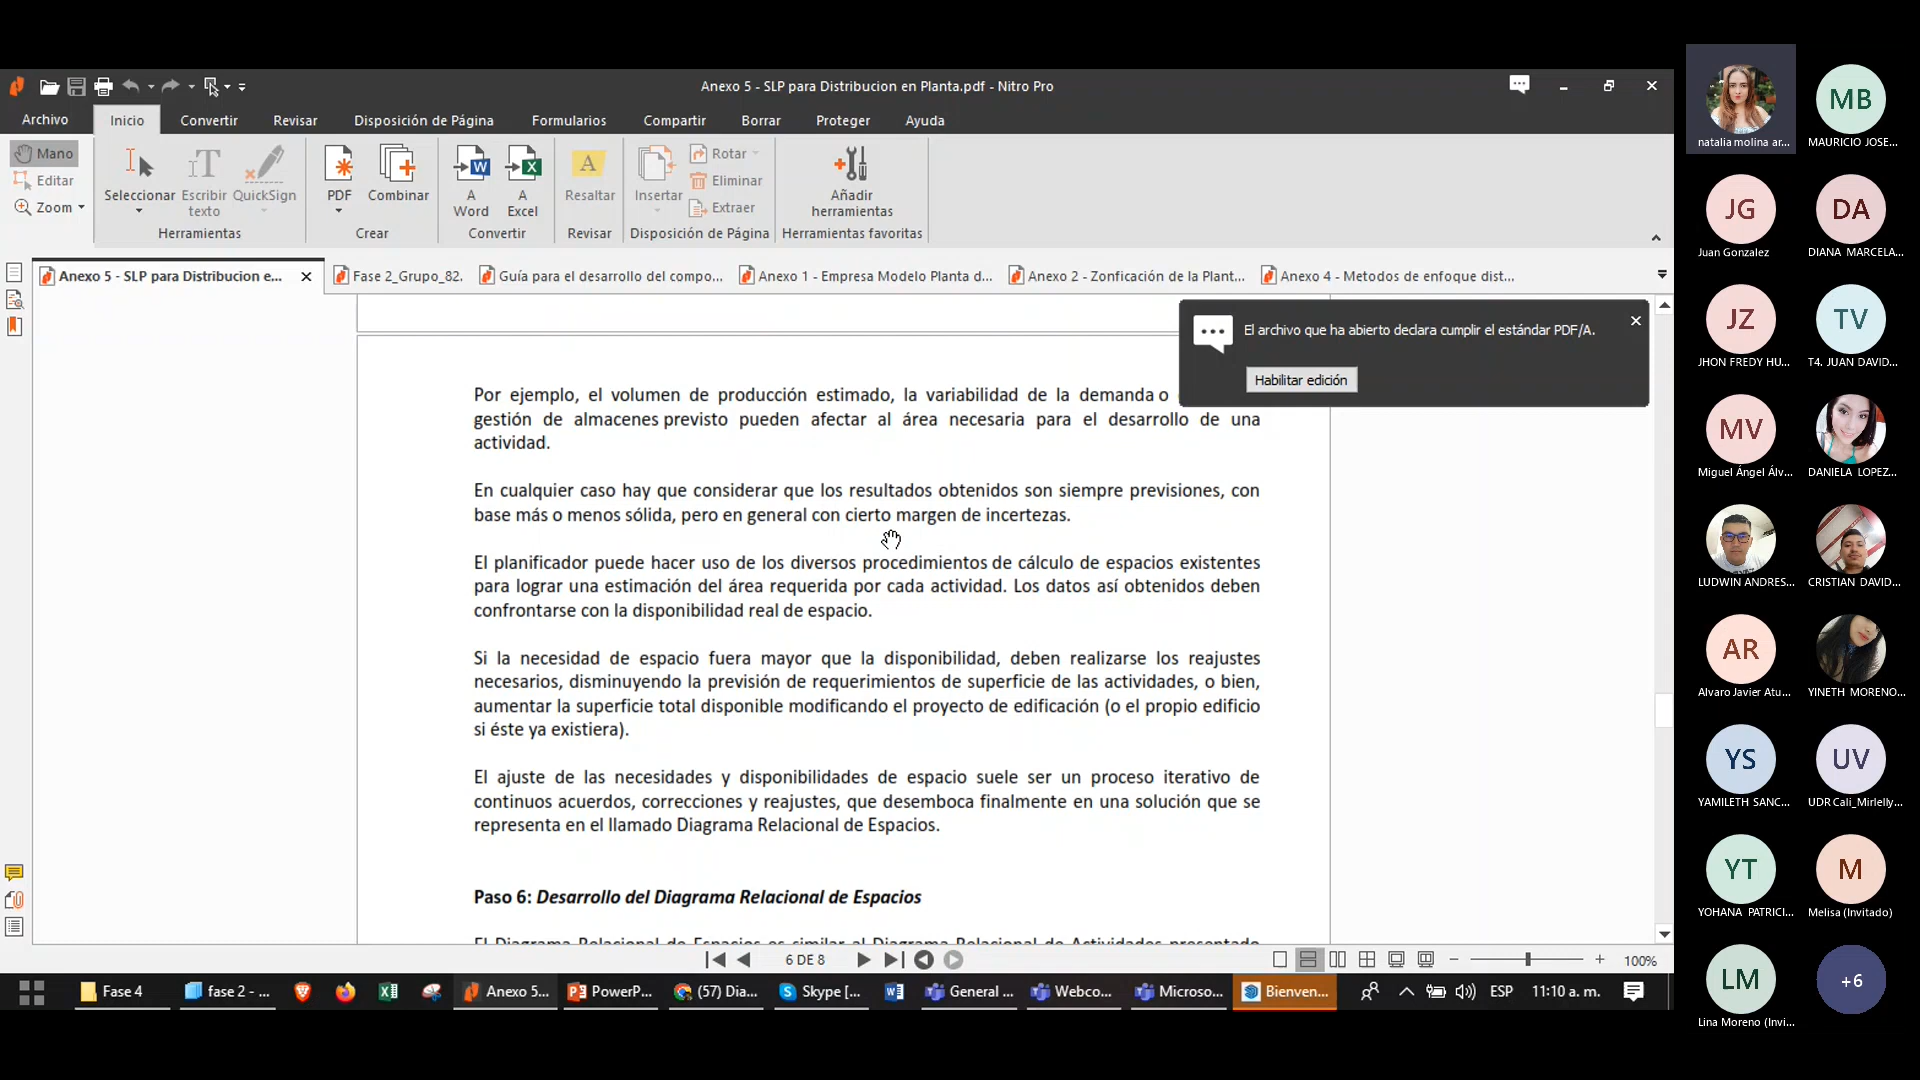 Anexo 5 - SLP para Distribucion en Planta.pdf - Nitro Pro
Archivo
Inicio
Convertir
Revisar
Disposición de Página
Formularios
Compartir
Borrar
Proteger
Ayuda
Mano
Editar
Zoom
Seleccionar
Escribir
texto
QuickSign
Herramientas
PDF
Combinar
Crear
A
Word
A
Excel
Convertir
Resaltar
Revisar
Insertar
Rotar
Eliminar
Extraer
Disposición de Página
Añadir
herramientas
Herramientas favoritas
Anexo 5 - SLP para Distribucion e...
Fase 2_Grupo_82.
Guía para el desarrollo del compo...
Anexo 1 - Empresa Modelo Planta d...
Anexo 2 - Zonficación de la Plant...
Anexo 4 - Metodos de enfoque dist...
El archivo que ha abierto declara cumplir el estándar PDF/A.
Habilitar edición
Por ejemplo, el volumen de producción estimado, la variabilidad de la demanda o
gestión de almacenes previsto pueden afectar al área necesaria para el desarrollo de una
actividad.
En cualquier caso hay que considerar que los resultados obtenidos son siempre previsiones, con
base más o menos sólida, pero en general con cierto margen de incertezas.
El planificador puede hacer uso de los diversos procedimientos de cálculo de espacios existentes
para lograr una estimación del área requerida por cada actividad. Los datos así obtenidos deben
confrontarse con la disponibilidad real de espacio.
Si la necesidad de espacio fuera mayor que la disponibilidad, deben realizarse los reajustes
necesarios, disminuyendo la previsión de requerimientos de superficie de las actividades, o bien,
aumentar la superficie total disponible modificando el proyecto de edificación (o el propio edificio
si éste ya existiera).
El ajuste de las necesidades y disponibilidades de espacio suele ser un proceso iterativo de
continuos acuerdos, correcciones y reajustes, que desemboca finalmente en una solución que se
representa en el llamado Diagrama Relacional de Espacios.
Paso 6: Desarrollo del Diagrama Relacional de Espacios
El Diagrama Relacional de Espacios es similar al Diagrama Relacional de Actividades presentado
6 DE 8
100%
Fase 4
fase 2 - ...
Anexo 5...
PowerP...
(57) Dia...
Skype [...
General ...
Webco...
Microso...
Bienven...
ESP
11:10 a. m.
natalia molina ar...
MB
MAURICIO JOSE...
JG
Juan Gonzalez
DA
DIANA MARCELA...
JZ
JHON FREDY HU...
TV
T4. JUAN DAVID...
MV
Miguel Ángel Álv...
DANIELA LOPEZ...
LUDWIN ANDRES...
CRISTIAN DAVID...
AR
Alvaro Javier Atu...
YINETH MORENO...
YS
YAMILETH SANC...
UV
UDR Cali_Mirlelly...
YT
YOHANA PATRICI...
M
Melisa (Invitado)
LM
Lina Moreno (Invi...
+6